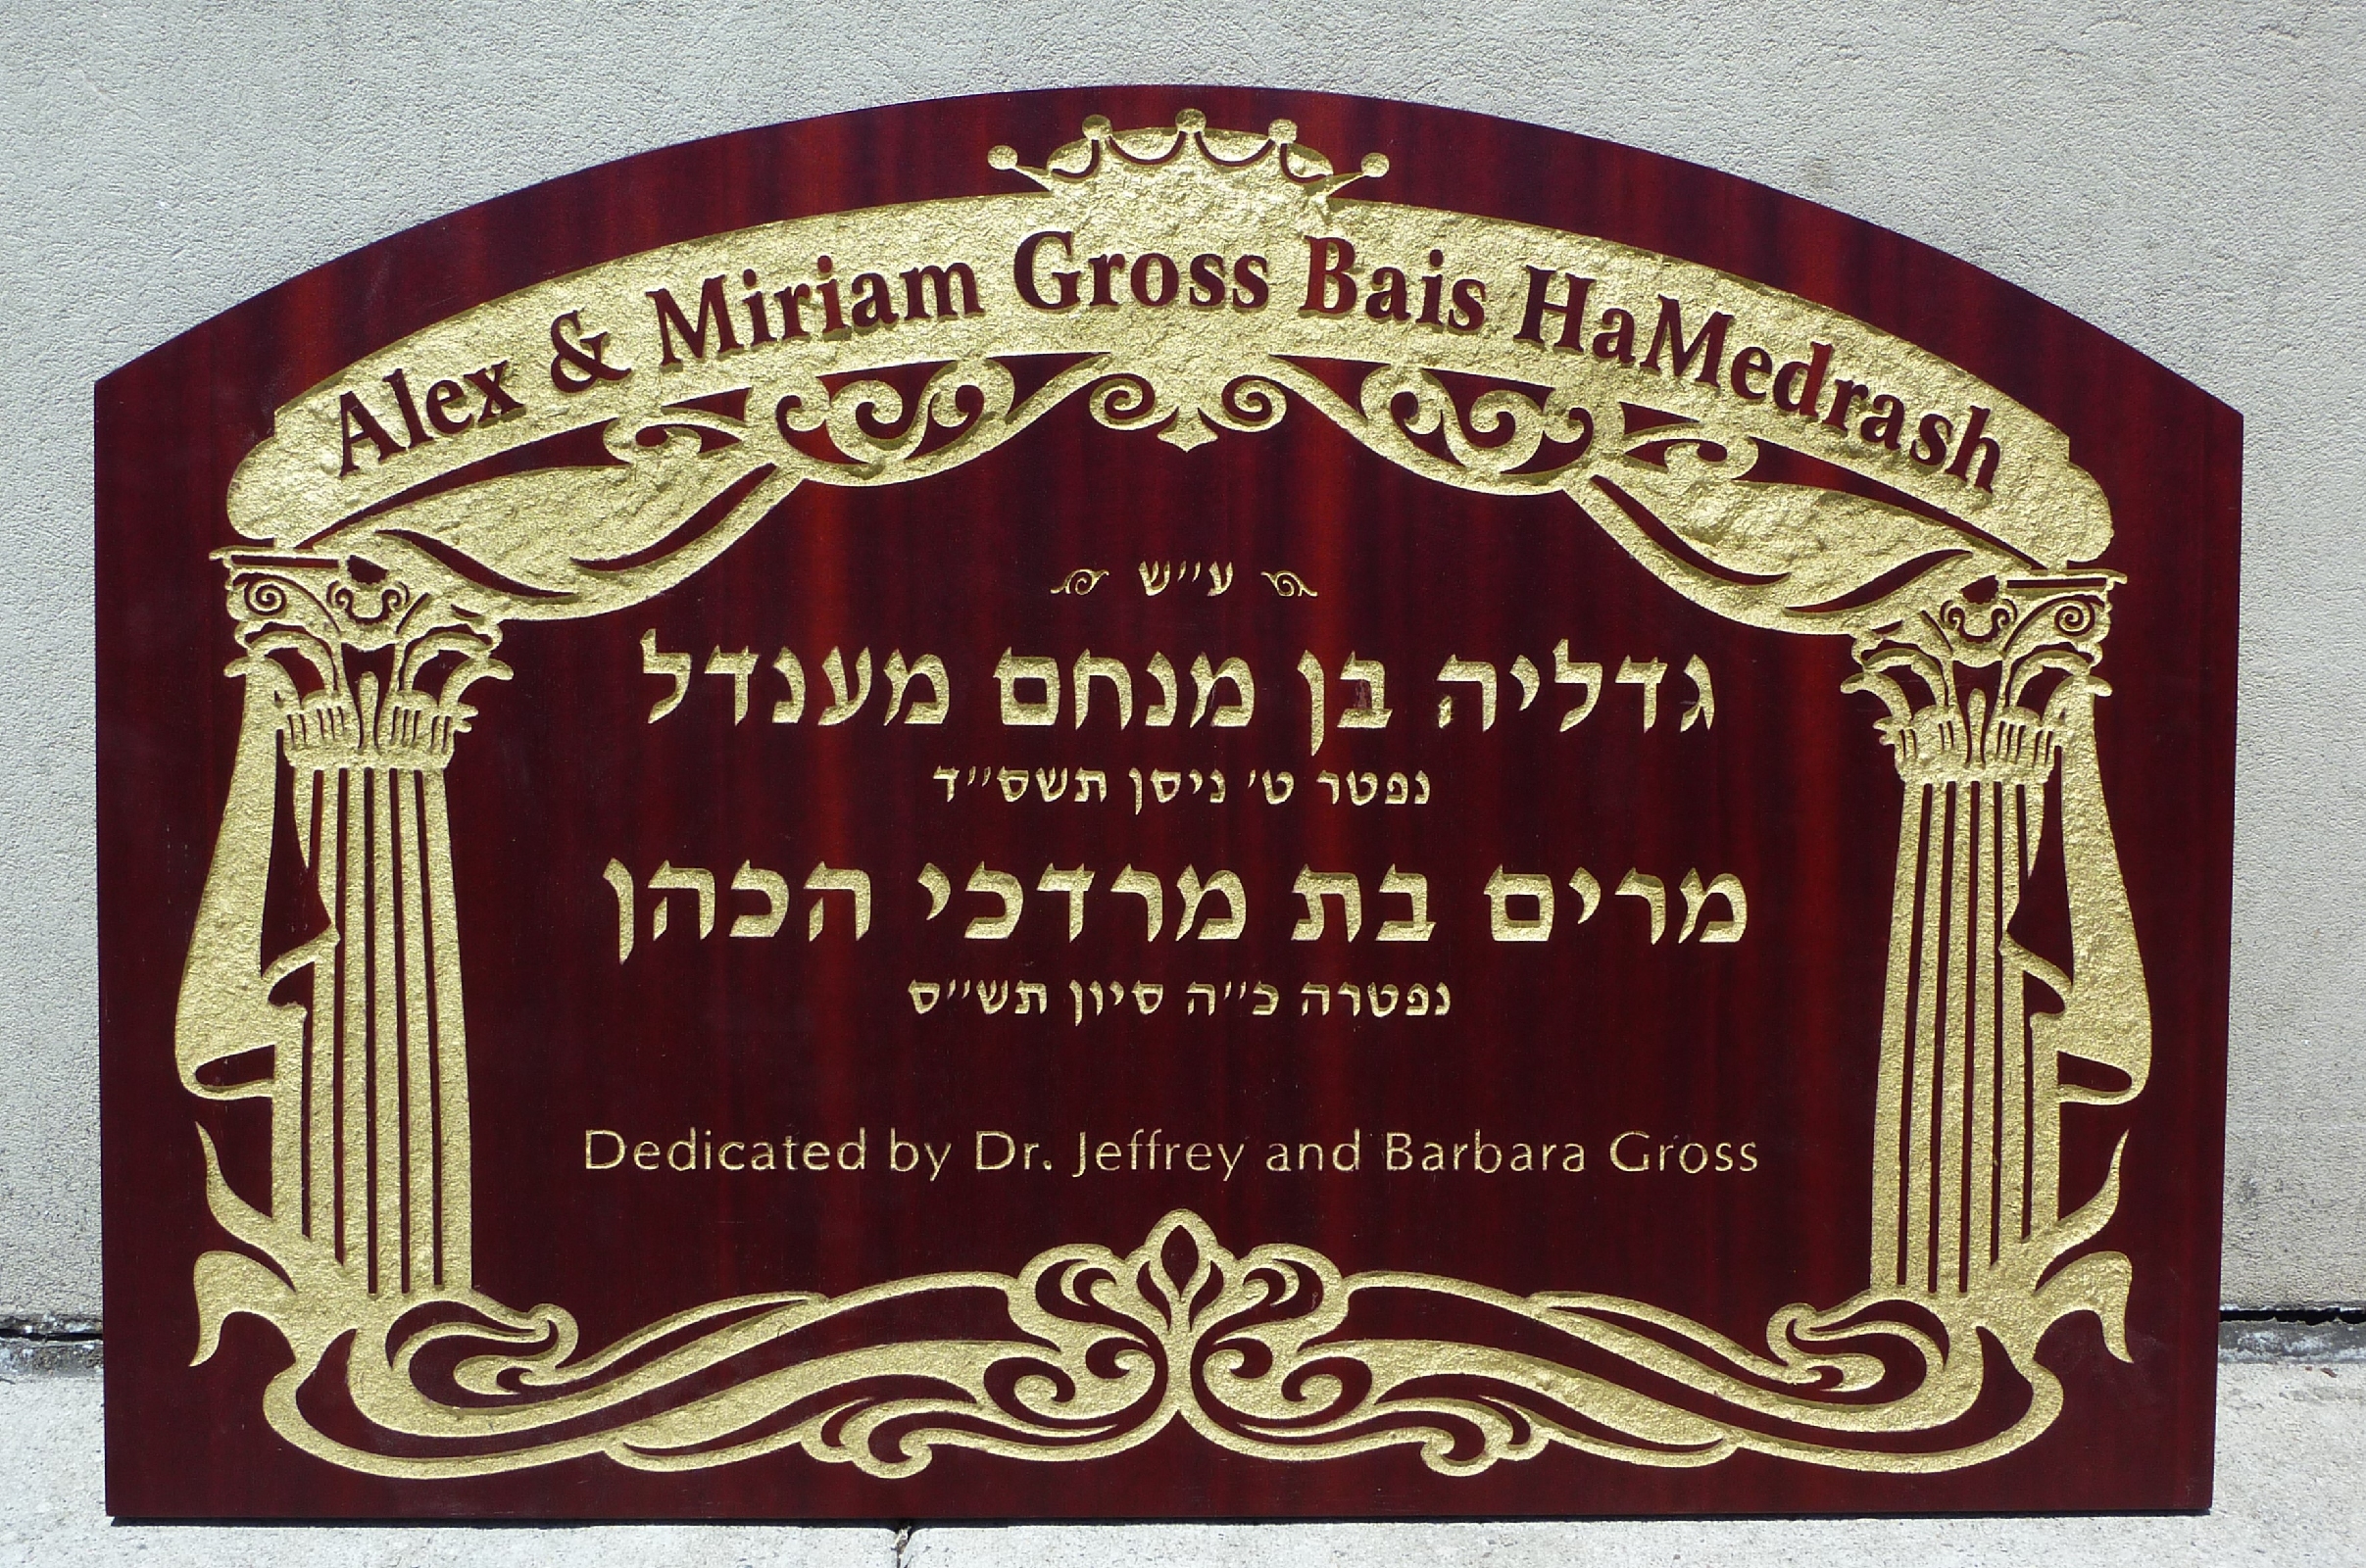 Alex & Miriam Gross Bais HaMedrash
ע״ש
גדליה בן מנחם מענדל
נפטר ט׳ ניסן תשס״ד
מרים בת מרדכי הכהן
נפטרה כ״ה סיון תש״ס
Dedicated by Dr. Jeffrey and Barbara Gross